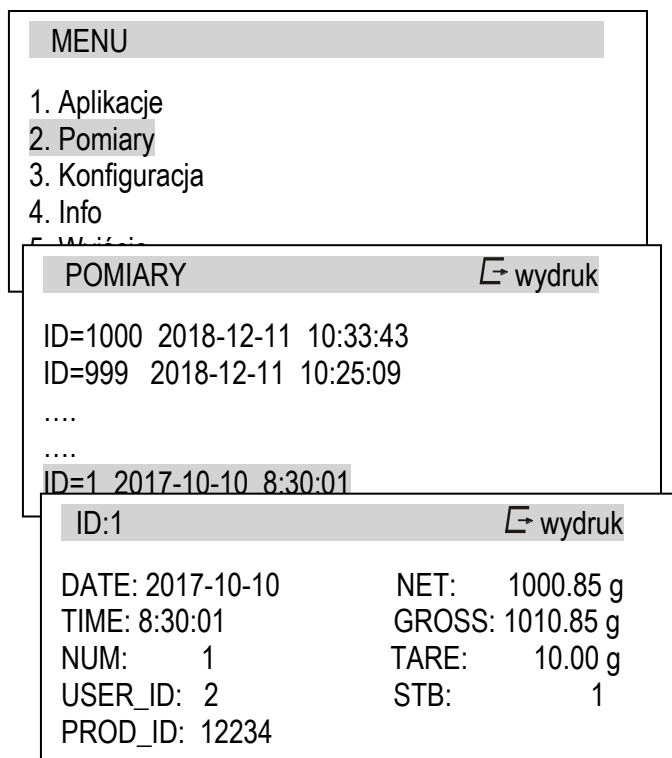 MENU
1. Aplikacje
2. Pomiary
3. Konfiguracja
4. Info
POMIARY wydruk
ID=1000 2018-12-11 10:33:43
ID=999 2018-12-11 10:25:09
....
....
ID=1 2017-10-10 8:30:01
ID:1 wydruk
DATE: 2017-10-10 NET: 1000.85 g
TIME: 8:30:01 GROSS: 1010.85 g
NUM: 1 TARE: 10.00 g
USER_ID: 2 STB: 1
PROD_ID: 12234